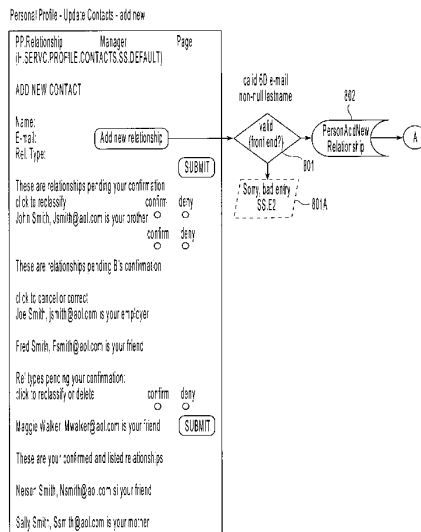 Personal Profile - Update Contacts - add new
PP.Relationship Manager Page
(H.SERVC.PROFILE.CONTACTS.SS.DEFAULT)
ADD NEW CONTACT
Name:
E-mail:
Add new relationship
Rel. Type:
SUBMIT
valid 6D e-mail
non-null lastname
valid
(front end?)
801
802
PersonAddNew
Relationship
A
Sorry, bad entry
SS.E2
801A
These are relationships pending your confirmation
click to reclassify confirm deny
John Smith, Jsmith@aol.com is your brother
confirm deny
These are relationships pending B's confirmation
click to cancel or correct
Joe Smith, jsmith@aol.com is your employer
Fred Smith, Fsmith@aol.com is your friend
Rel types pending your confirmation:
click to reclassify or delete confirm deny
Maggie Walker, Mwalker@aol.com is your friend
SUBMIT
These are your confirmed and listed relationships
Nelson Smith, Nsmith@aol.com si your friend
Sally Smith, Ssmith@aol.com is your mother